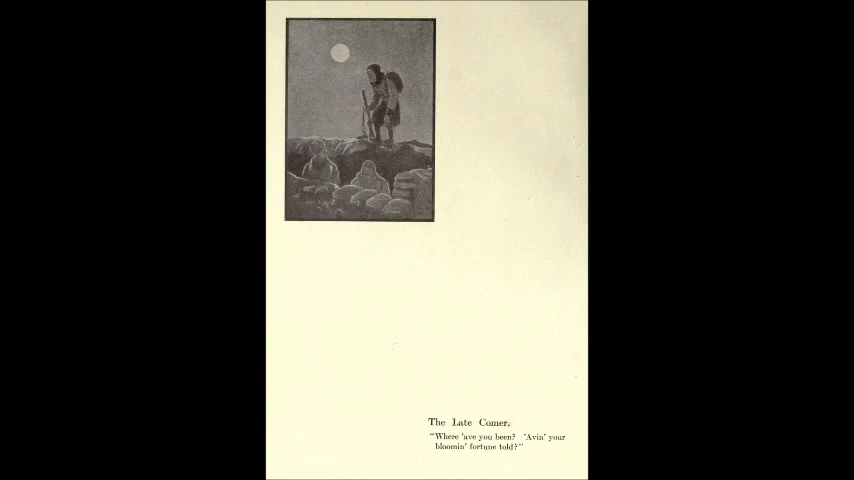 The Late Comer.
"Where 'ave you been? 'Avin' your
bloomin' fortune told?"